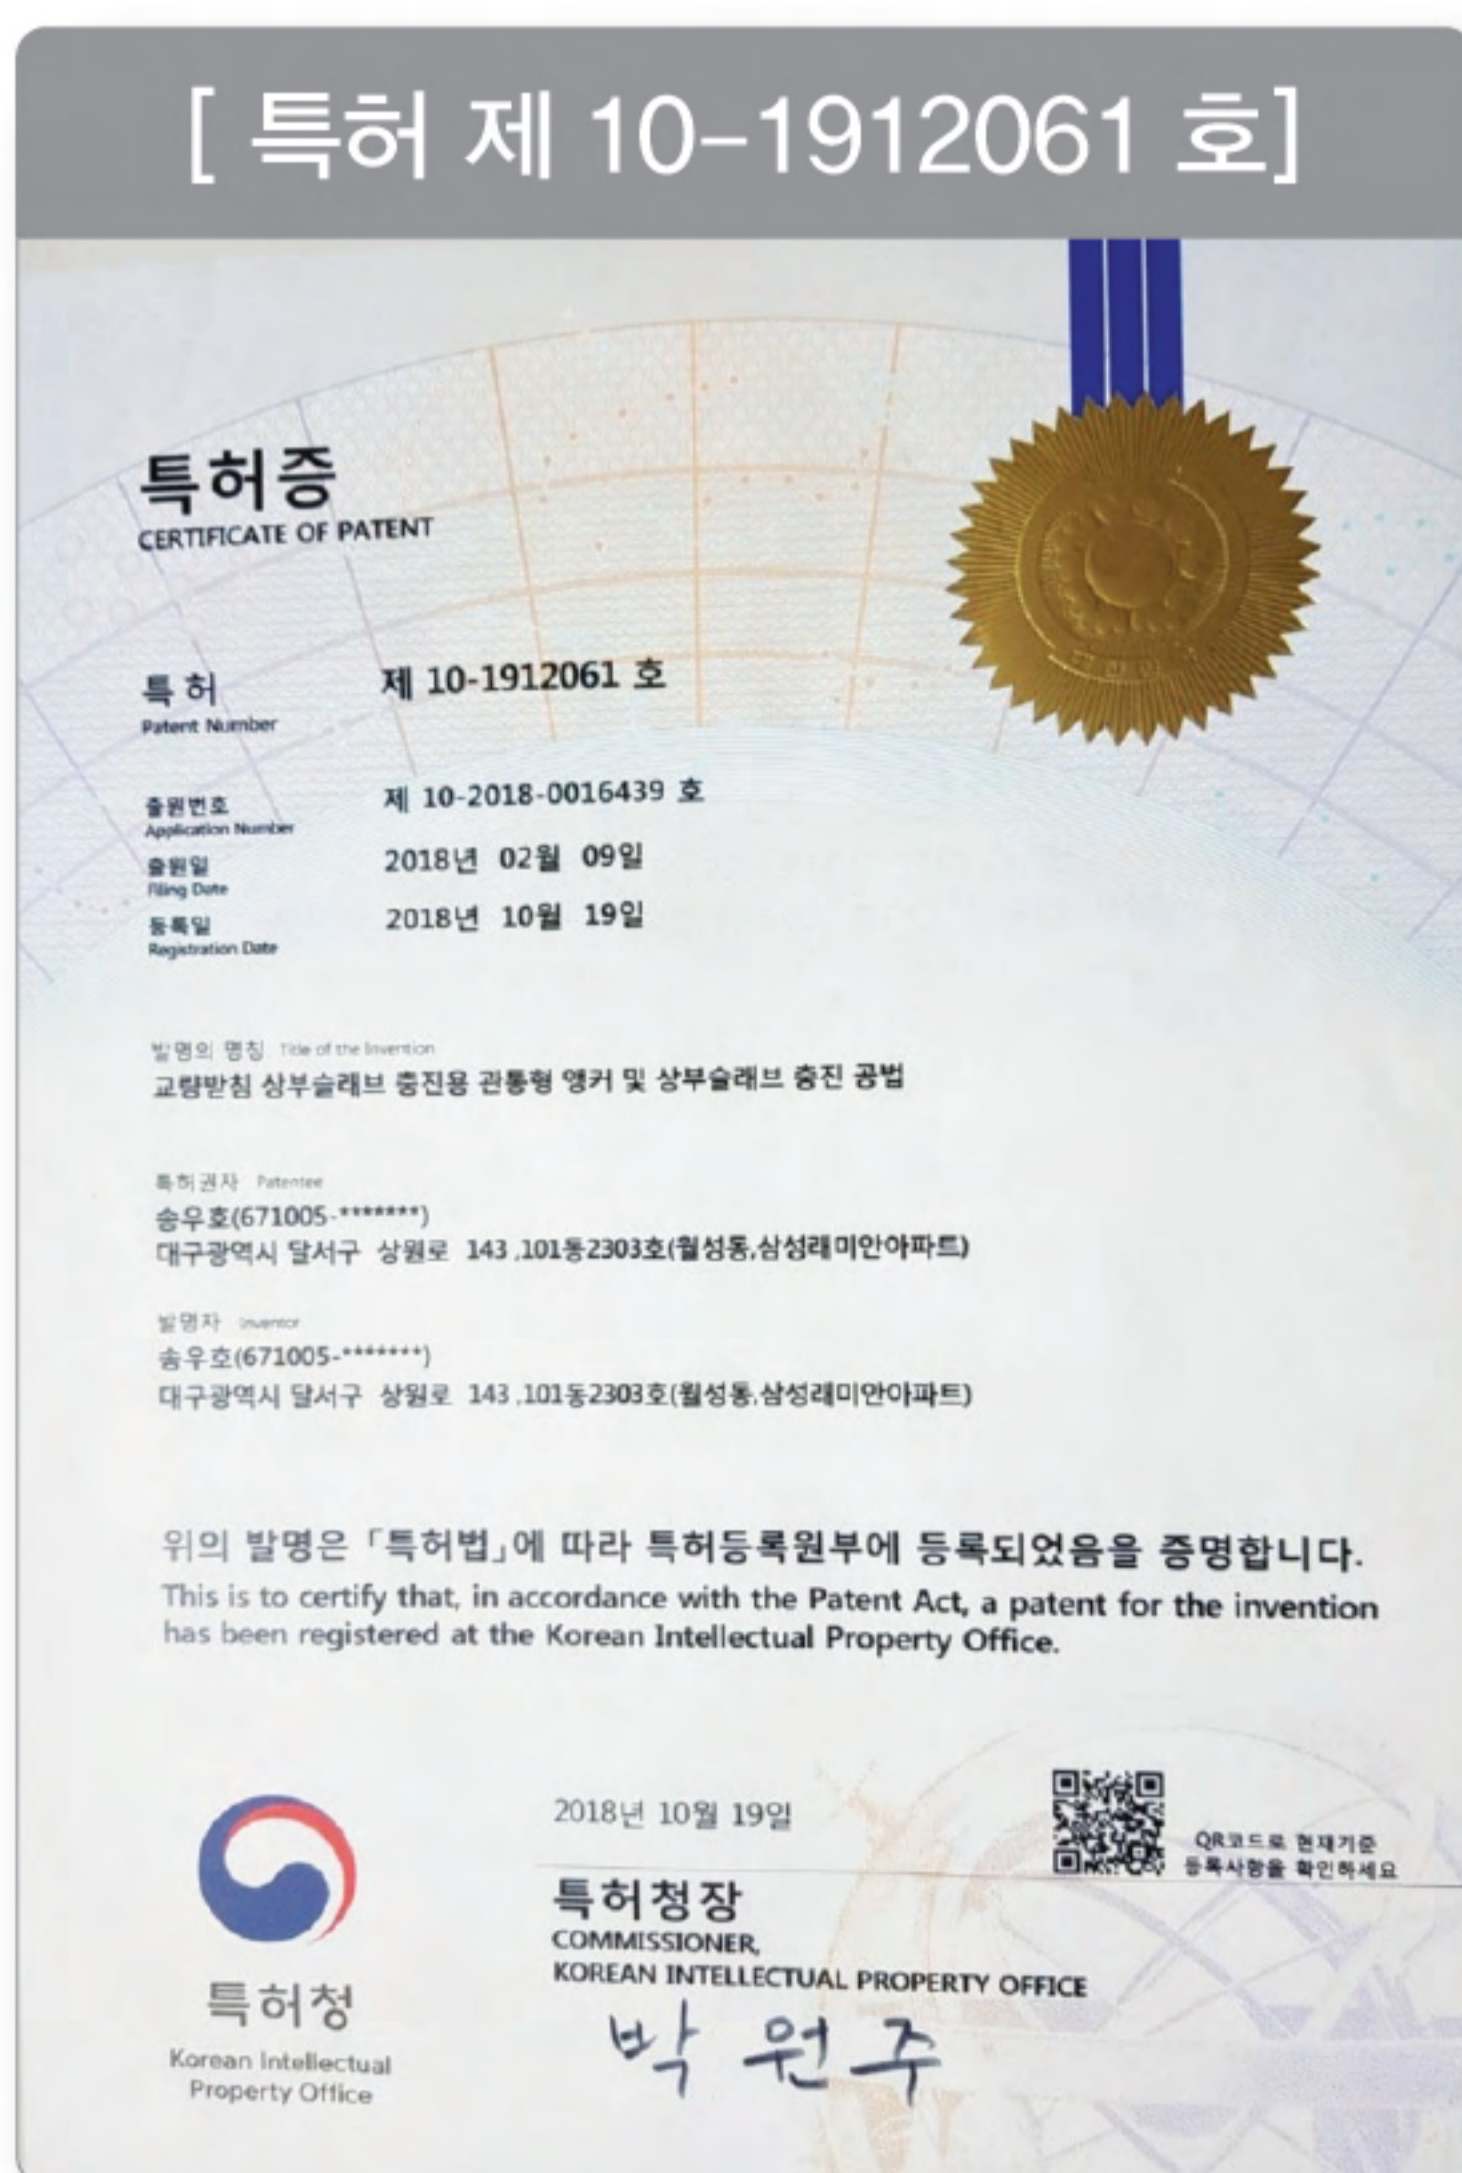 [ 특허 제 10-1912061 호]
특허증
CERTIFICATE OF PATENT
특 허 제 10-1912061 호
Patent Number
출원번호 제 10-2018-0016439 호
Application Number
출원일 2018년 02월 09일
Filing Date
등록일 2018년 10월 19일
Registration Date
발명의 명칭 Title of the Invention
교량받침 상부슬래브 충진용 관통형 앵커 및 상부슬래브 충진 공법
특허권자 Patentee
송우호(671005-*******)
대구광역시 달서구 상원로 143 ,101동2303호(월성동,삼성래미안아파트)
발명자 Inventor
송우호(671005-*******)
대구광역시 달서구 상원로 143 ,101동2303호(월성동,삼성래미안아파트)
위의 발명은 「특허법」에 따라 특허등록원부에 등록되었음을 증명합니다.
This is to certify that, in accordance with the Patent Act, a patent for the invention
has been registered at the Korean Intellectual Property Office.
2018년 10월 19일
QR코드로 현재기준
등록사항을 확인하세요
특허청장
COMMISSIONER,
KOREAN INTELLECTUAL PROPERTY OFFICE
박 원 주
특허청
Korean Intellectual
Property Office